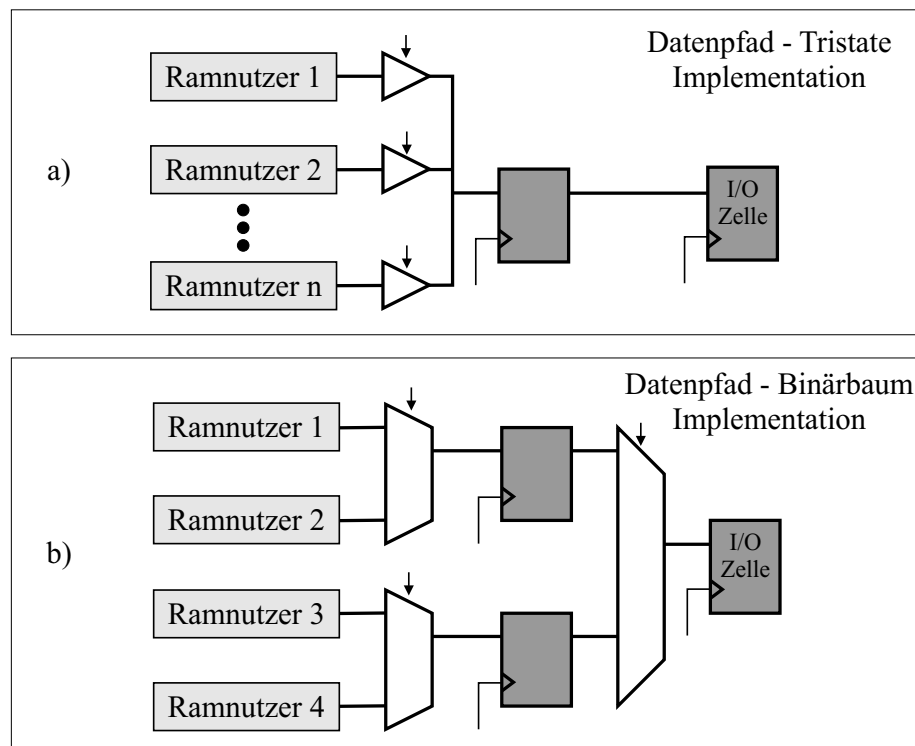 Datenpfad - Tristate
Implementation
a)
Ramnutzer 1
Ramnutzer 2
Ramnutzer n
I/O
Zelle
Datenpfad - Binärbaum
Implementation
b)
Ramnutzer 1
Ramnutzer 2
Ramnutzer 3
Ramnutzer 4
I/O
Zelle